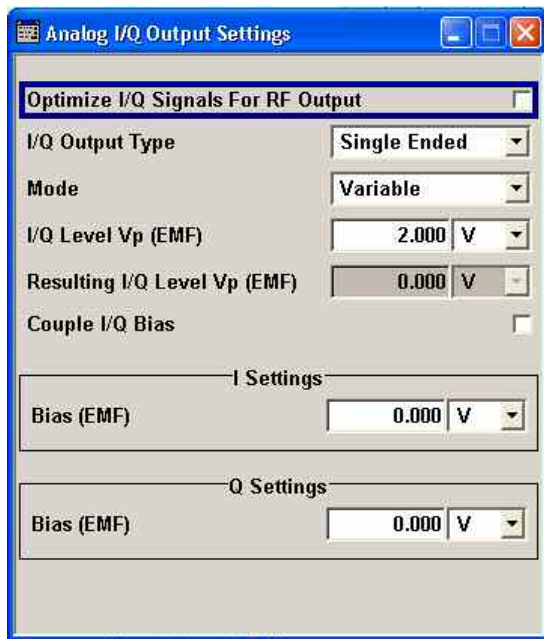 Analog I/Q Output Settings
Optimize I/Q Signals For RF Output
I/Q Output Type Single Ended
Mode Variable
I/Q Level Vp (EMF) 2.000 V
Resulting I/Q Level Vp (EMF) 0.000 V
Couple I/Q Bias
I Settings
Bias (EMF) 0.000 V
Q Settings
Bias (EMF) 0.000 V